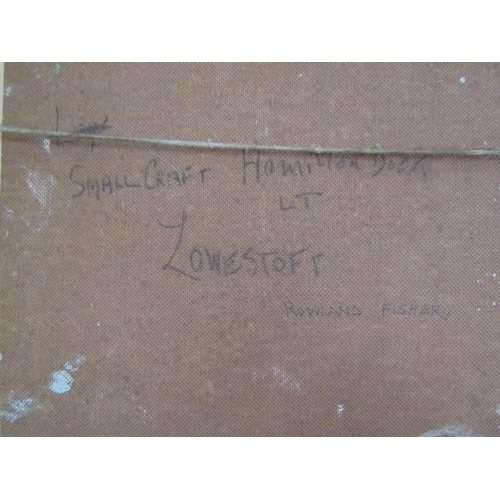 SMALL CRAFT HAMILTON DOCK
LT
LOWESTOFT
ROWLAND FISHER